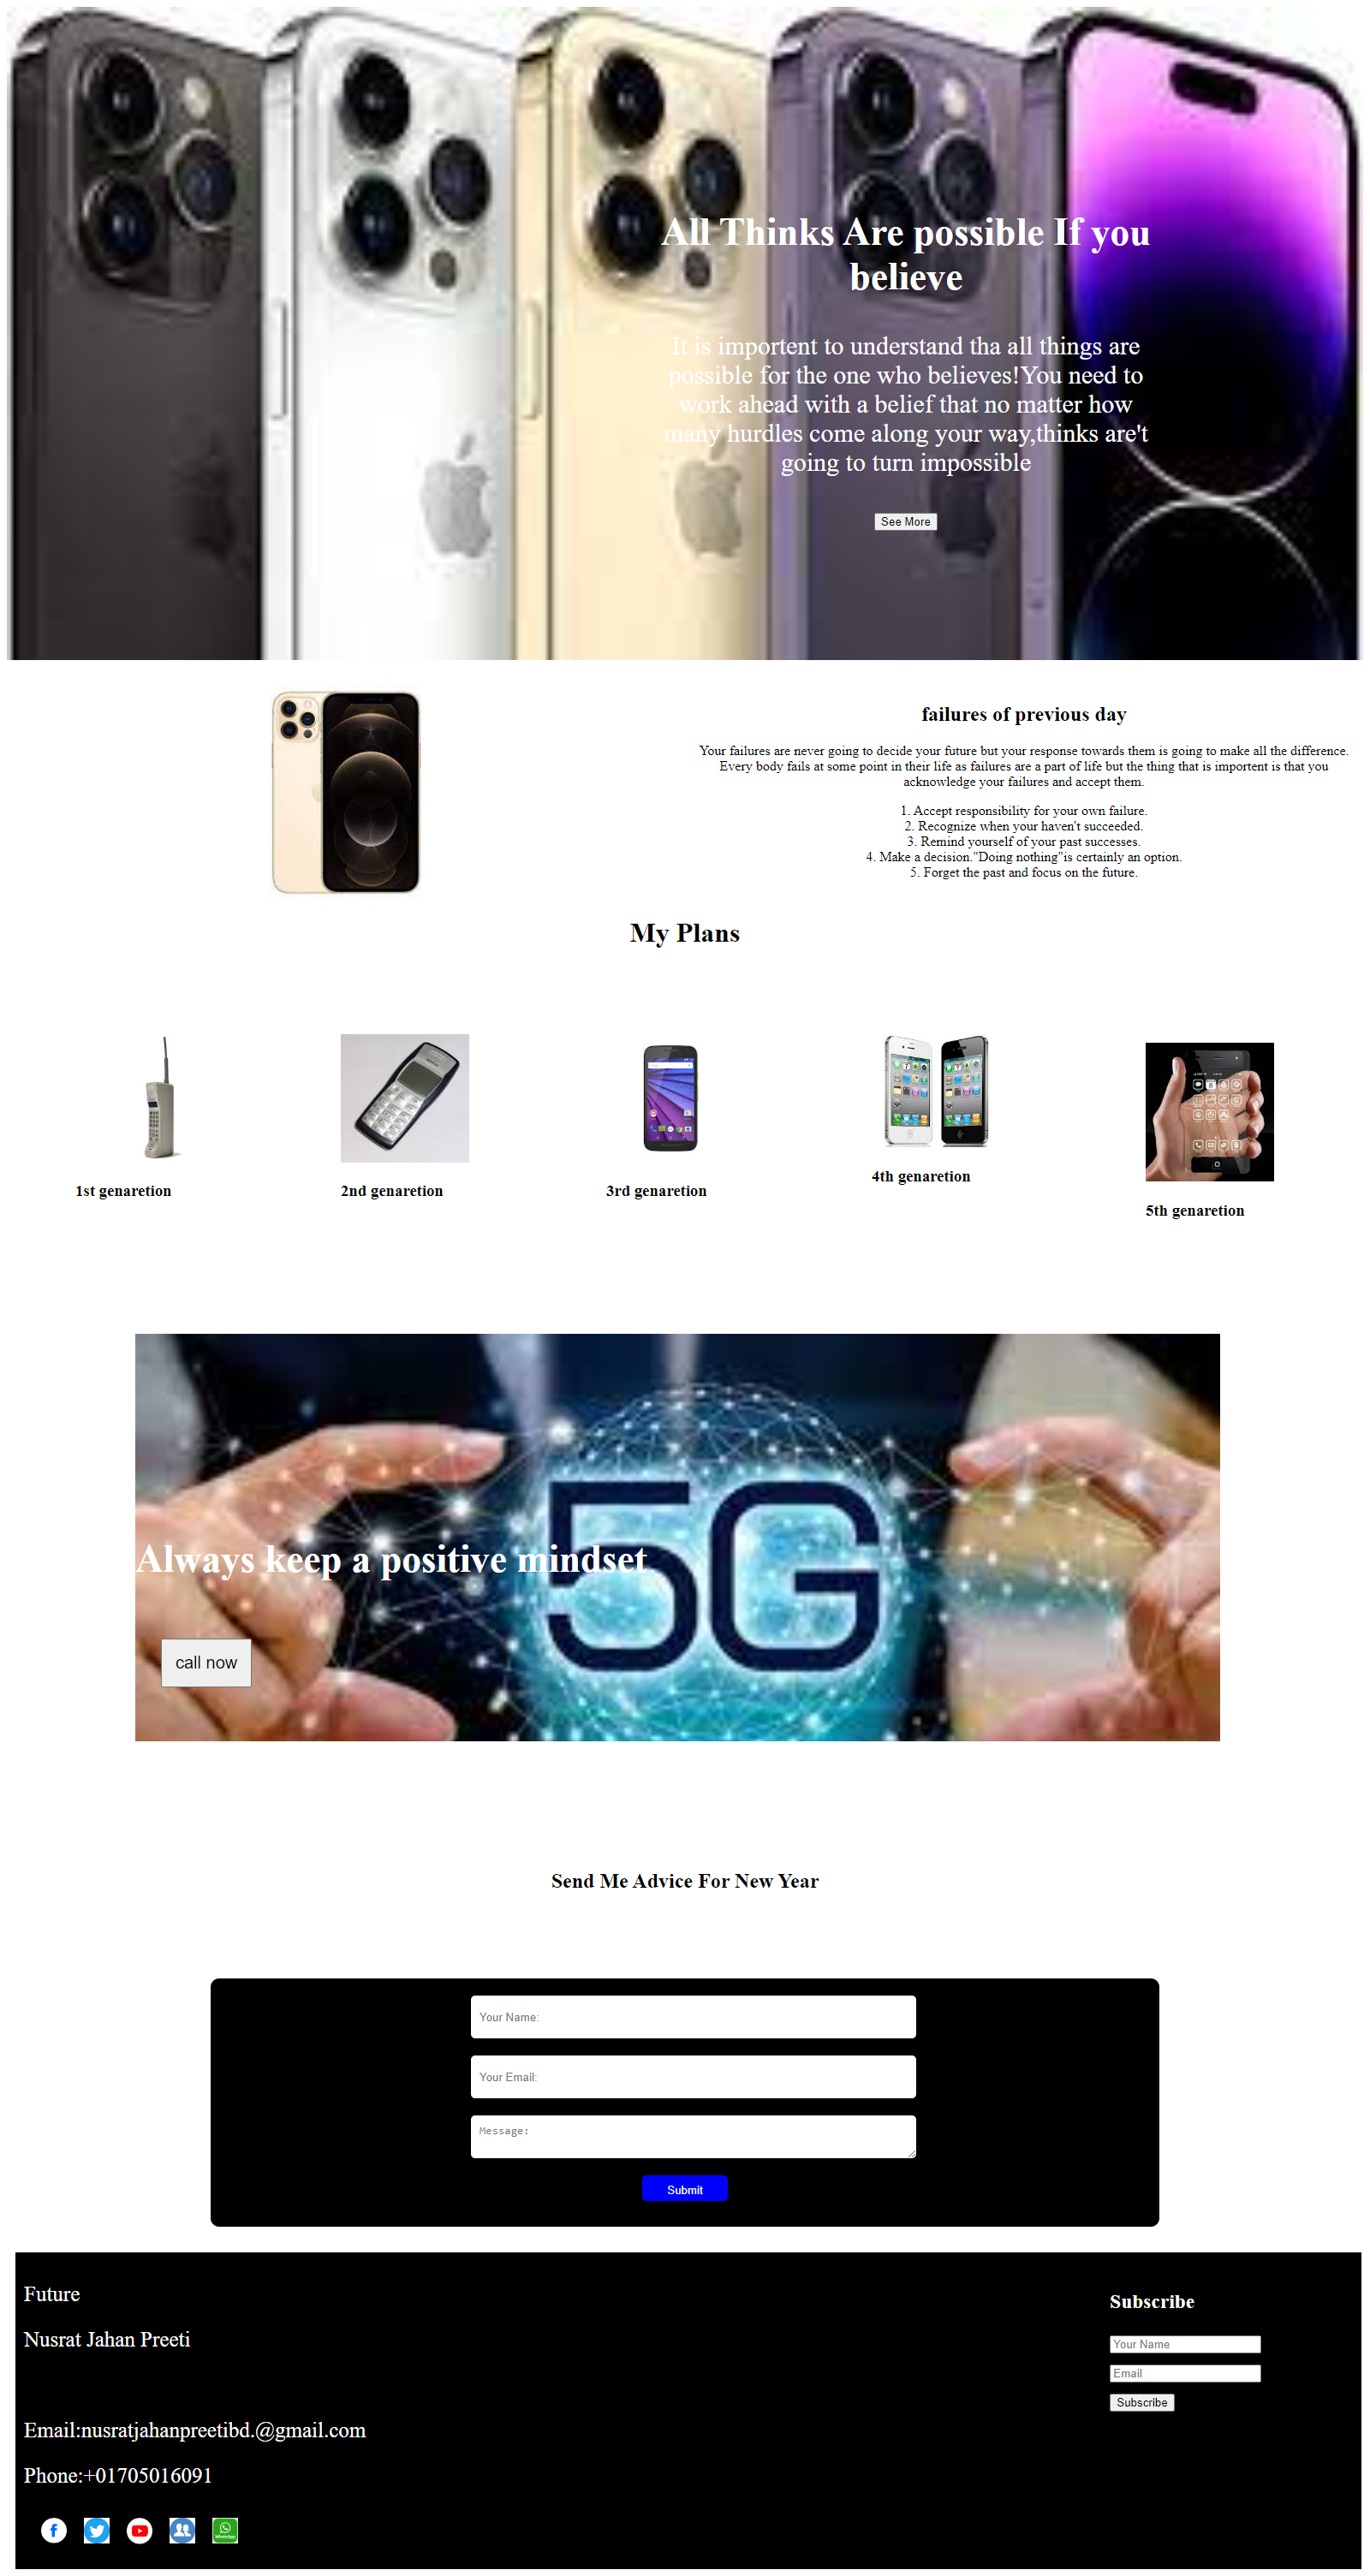 All Thinks Are possible If you
believe
It is importent to understand tha all things are
possible for the one who believes!You need to
work ahead with a belief that no matter how
many hurdles come along your way,thinks are't
going to turn impossible
See More
failures of previous day
Your failures are never going to decide your future but your response towards them is going to make all the difference.
Every body fails at some point in their life as failures are a part of life but the thing that is importent is that you
acknowledge your failures and accept them.
1. Accept responsibility for your own failure.
2. Recognize when your haven't succeeded.
3. Remind yourself of your past successes.
4. Make a decision."Doing nothing"is certainly an option.
5. Forget the past and focus on the future.
My Plans
1st genaretion
2nd genaretion
3rd genaretion
4th genaretion
5th genaretion
5G
Always keep a positive mindset
call now
Send Me Advice For New Year
Your Name:
Your Email:
Message:
Submit
Future
Nusrat Jahan Preeti
Email:nusratjahanpreetibd.@gmail.com
Phone:+01705016091
Subscribe
Your Name
Email
Subscribe
WhatsApp